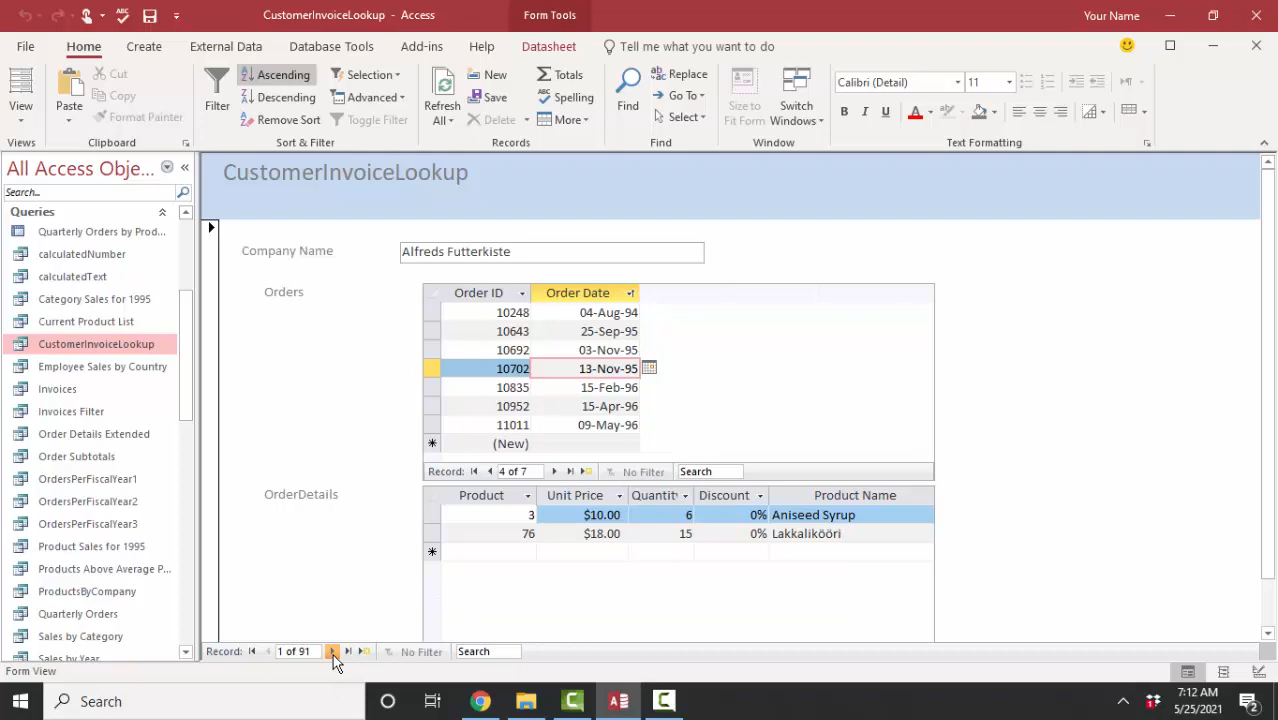 CustomerInvoiceLookup - Access
Form Tools
Your Name
File
Home
Create
External Data
Database Tools
Add-ins
Help
Datasheet
Tell me what you want to do
View
Views
Paste
Cut
Copy
Format Painter
Clipboard
Filter
Ascending
Descending
Remove Sort
Selection
Advanced
Toggle Filter
Sort & Filter
Refresh
All
New
Save
Delete
Totals
Spelling
More
Records
Find
Replace
Go To
Select
Find
Size to
Fit Form
Switch
Windows
Window
Calibri (Detail)
11
B I U
A
Text Formatting
All Access Obje...
Search...
Queries
Quarterly Orders by Prod...
calculatedNumber
calculatedText
Category Sales for 1995
Current Product List
CustomerInvoiceLookup
Employee Sales by Country
Invoices
Invoices Filter
Order Details Extended
Order Subtotals
OrdersPerFiscalYear1
OrdersPerFiscalYear2
OrdersPerFiscalYear3
Product Sales for 1995
Products Above Average P...
ProductsByCompany
Quarterly Orders
Sales by Category
Sales by Year
CustomerInvoiceLookup
Company Name
Alfreds Futterkiste
Orders
Order ID Order Date
10248 04-Aug-94
10643 25-Sep-95
10692 03-Nov-95
10702 13-Nov-95
10835 15-Feb-96
10952 15-Apr-96
11011 09-May-96
(New)
Record: 4 of 7 No Filter Search
OrderDetails
Product Unit Price Quantity Discount Product Name
3 $10.00 6 0% Aniseed Syrup
76 $18.00 15 0% Lakkalikööri
Record: 1 of 91 No Filter Search
Form View
Search
7:12 AM
5/25/2021
2